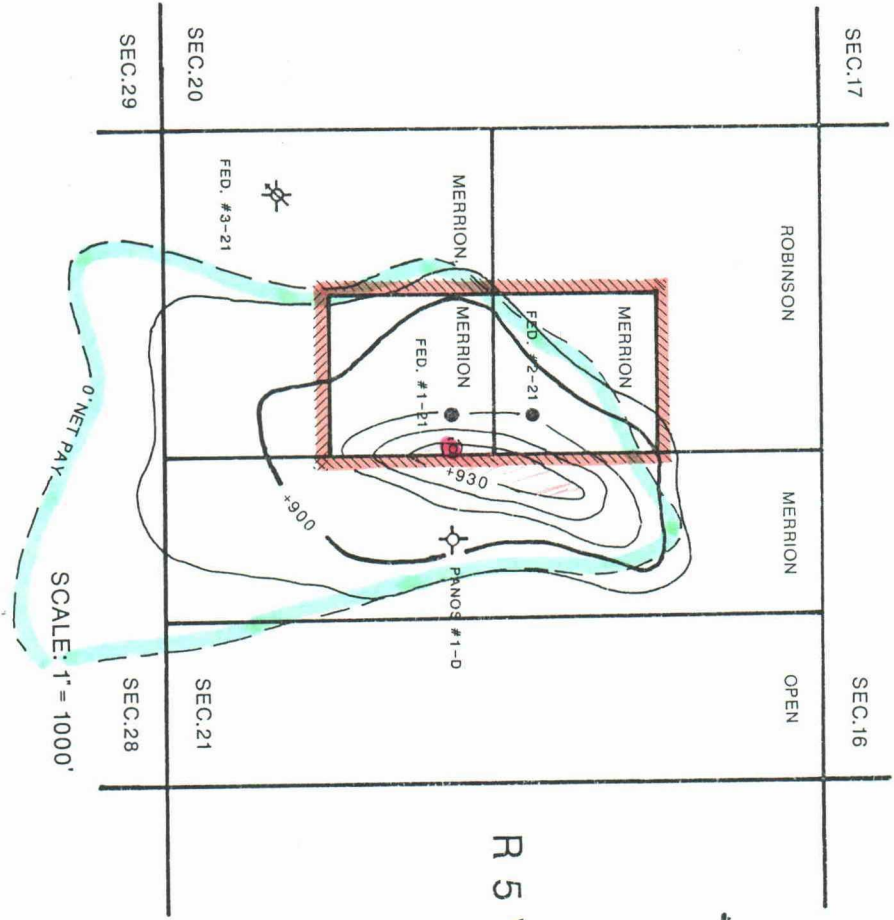 SEC.17
SEC.16
ROBINSON
MERRION
OPEN
MERRION
FED. #2-21
MERRION
MERRION
FED. #1-21
+930
+900
PANOS #1-D
FED. #3-21
SEC.20
SEC.21
SEC.29
SEC.28
0' NET PAY
SCALE: 1" = 1000'
R 5